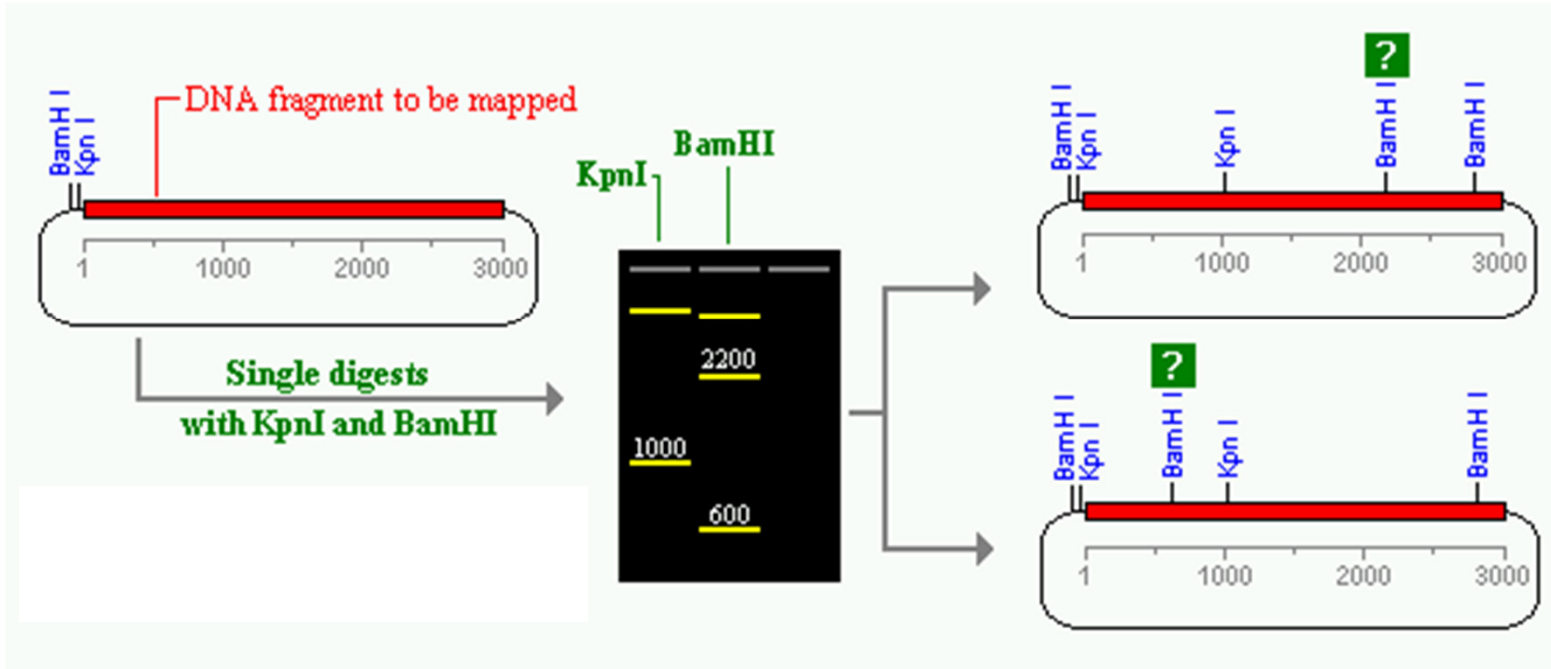 BamH I
Kpn I
DNA fragment to be mapped
1 1000 2000 3000
Single digests
with KpnI and BamHI
KpnI
BamHI
2200
1000
600
?
BamH I
Kpn I
Kpn I
BamH I
BamH I
1 1000 2000 3000
?
BamH I
Kpn I
BamH I
Kpn I
BamH I
1 1000 2000 3000